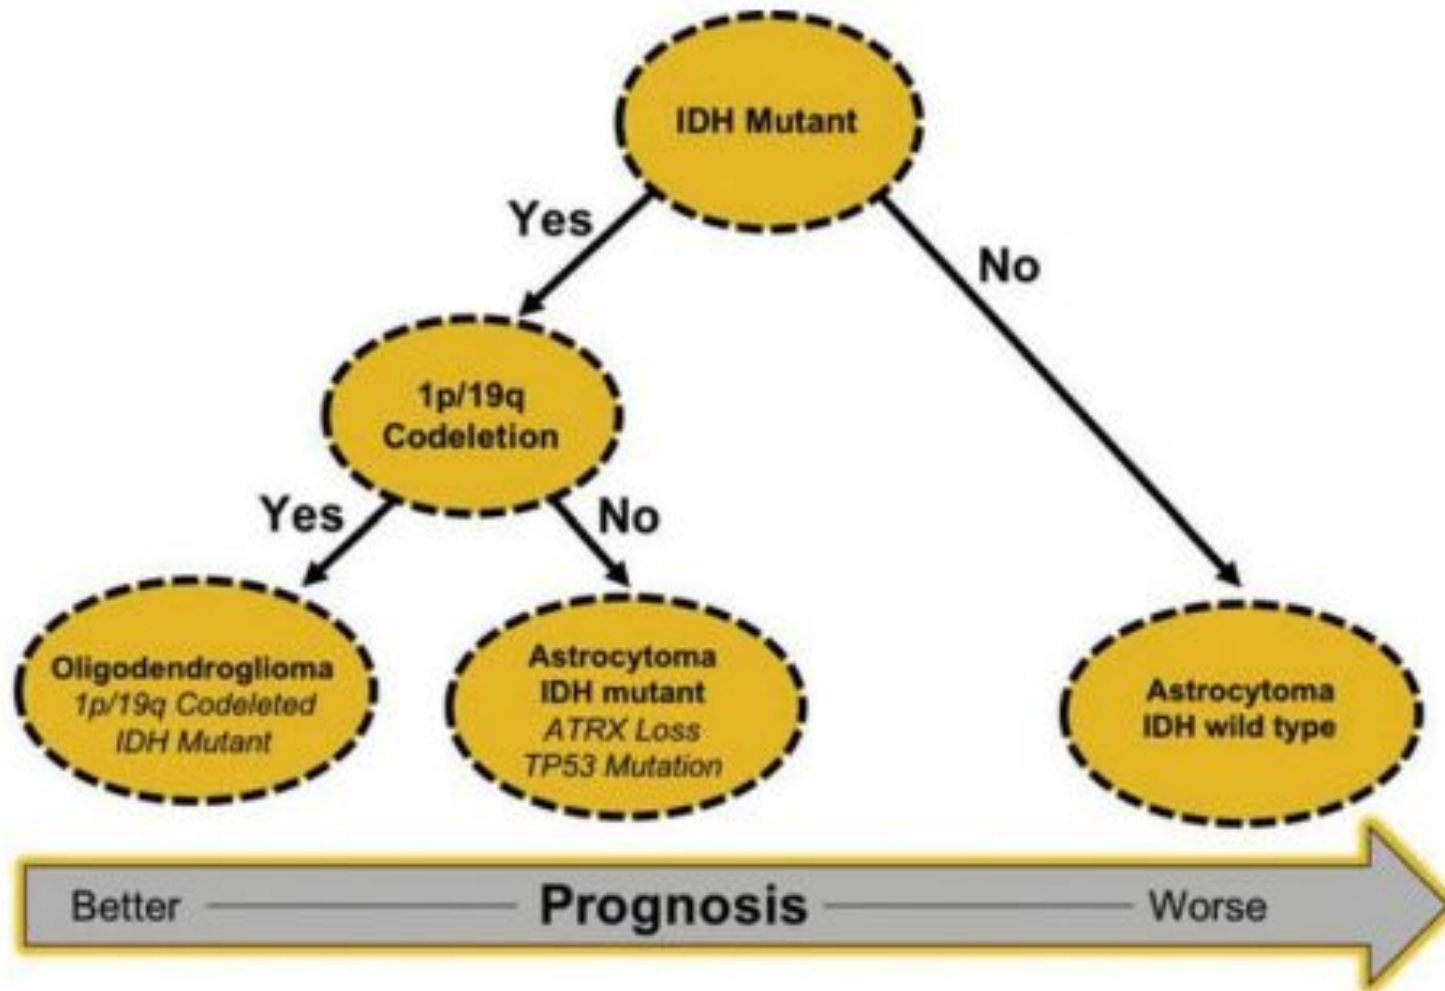 IDH Mutant
Yes
No
1p/19q
Codeletion
Yes
No
Oligodendroglioma
1p/19q Codeleted
IDH Mutant
Astrocytoma
IDH mutant
ATRX Loss
TP53 Mutation
Astrocytoma
IDH wild type
Better Prognosis Worse